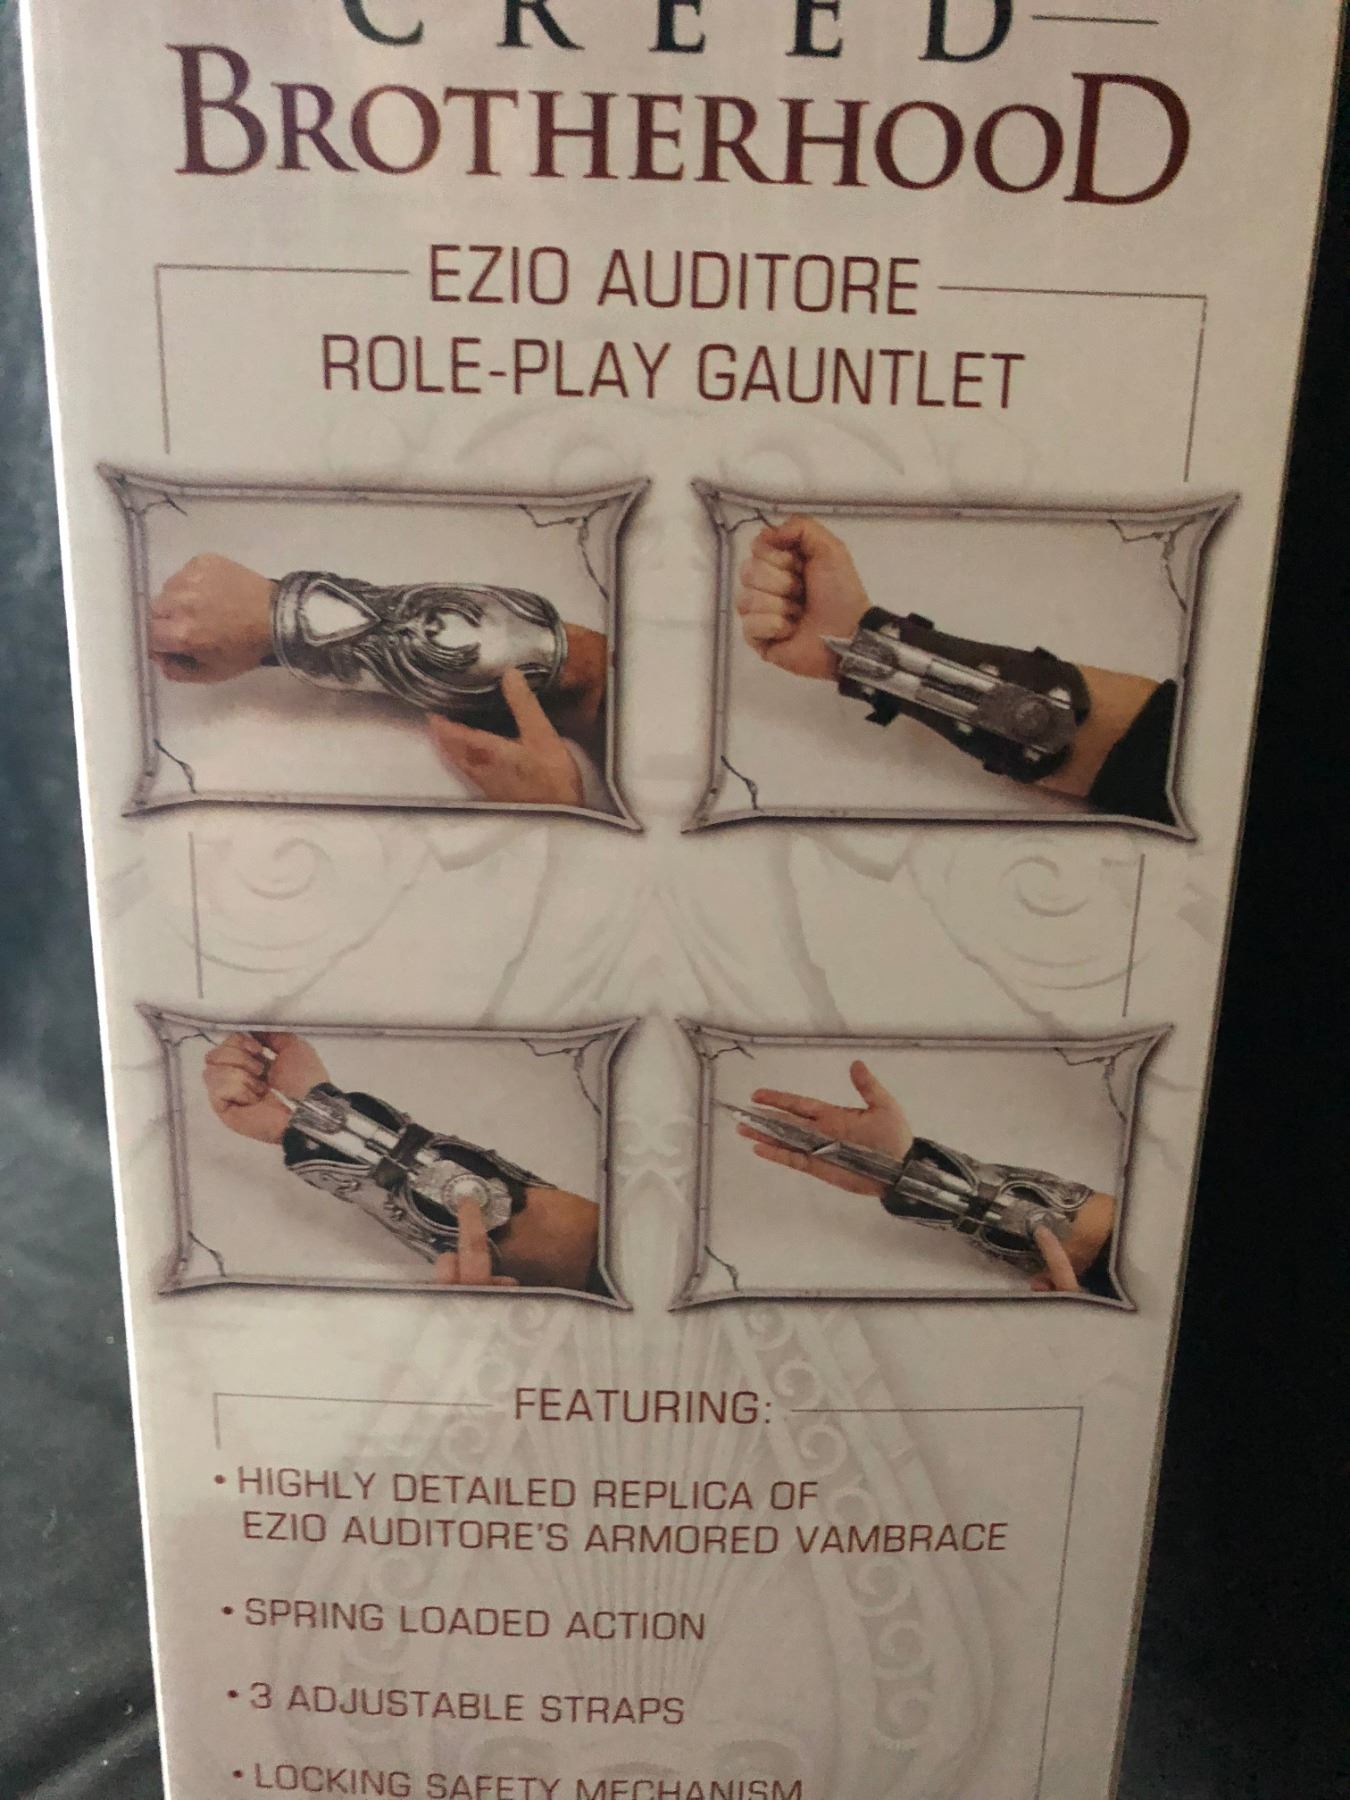 CREED
BROTHERHOOD
EZIO AUDITORE
ROLE-PLAY GAUNTLET
FEATURING:
• HIGHLY DETAILED REPLICA OF
EZIO AUDITORE'S ARMORED VAMBRACE
• SPRING LOADED ACTION
• 3 ADJUSTABLE STRAPS
• LOCKING SAFETY MECHANISM